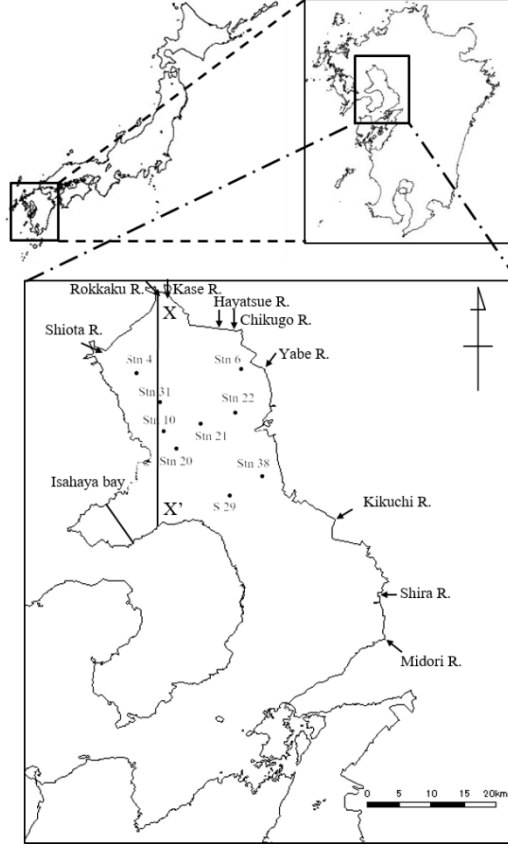 Rokkaku R.
Kase R.
Hayatsue R.
Chikugo R.
X
Shiota R.
Yabe R.
Stn 4
Stn 6
Stn 31
Stn 22
Stn 10
Stn 21
Stn 20
Stn 38
Isahaya bay
S 29
X'
Kikuchi R.
Shira R.
Midori R.
0 5 10 15 20km